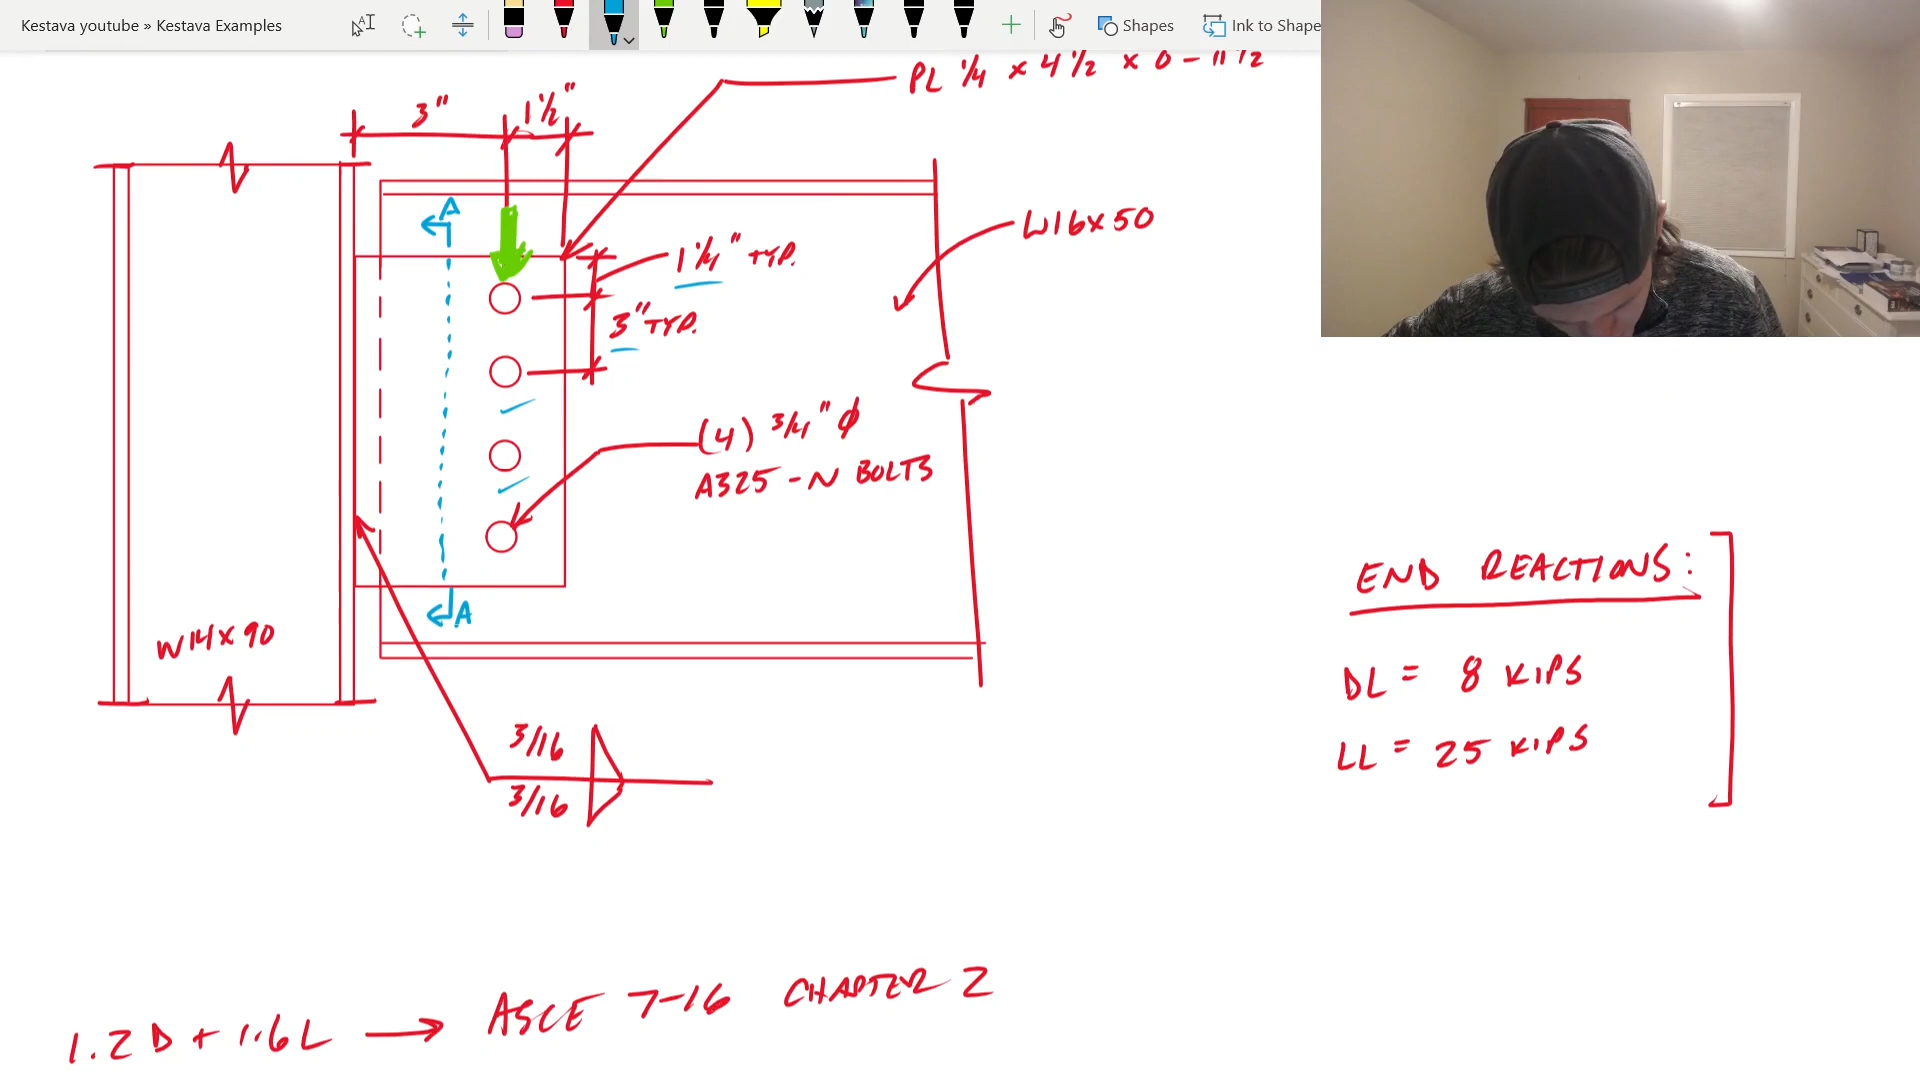 Kestava youtube » Kestava Examples
Shapes
Ink to Shape
PL 1/4 x 4 1/2 x 0 - 11 1/2
3"
1 1/2"
A
W16x50
1 1/4" TYP.
3" TYP.
(4) 3/4" ϕ
A325 - N BOLTS
A
W14x90
3/16
3/16
END REACTIONS:
DL = 8 KIPS
LL = 25 KIPS
1.2D + 1.6L → ASCE 7-16 CHAPTER 2